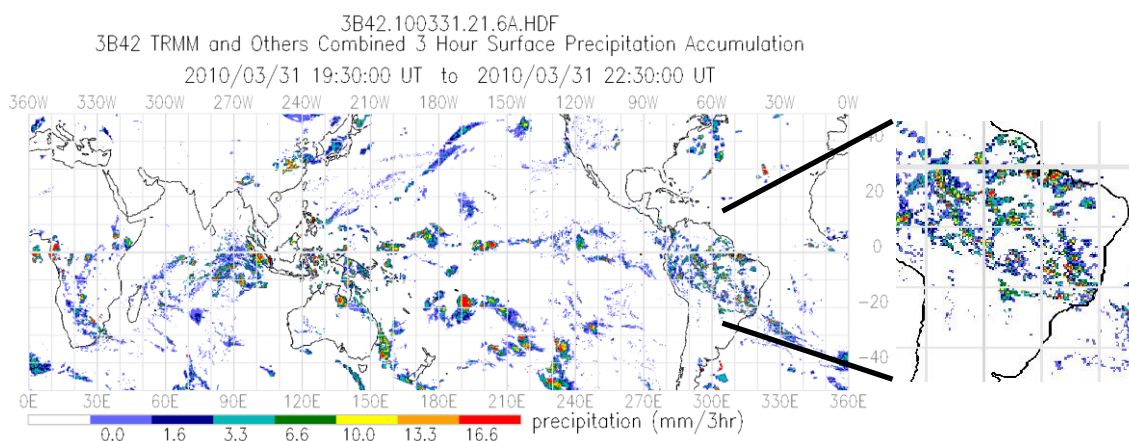 3B42.100331.21.6A.HDF
3B42 TRMM and Others Combined 3 Hour Surface Precipitation Accumulation
2010/03/31 19:30:00 UT to 2010/03/31 22:30:00 UT
360W 330W 300W 270W 240W 210W 180W 150W 120W 90W 60W 30W 0W
40
20
0
-20
-40
0E 30E 60E 90E 120E 150E 180E 210E 240E 270E 300E 330E 360E
precipitation (mm/3hr)
0.0 1.6 3.3 6.6 10.0 13.3 16.6